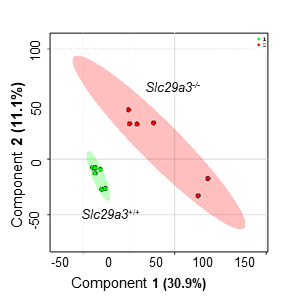 100
50
0
-50
Component 2 (11.1%)
Slc29a3-/-
Slc29a3+/+
-50 0 50 100 150
Component 1 (30.9%)